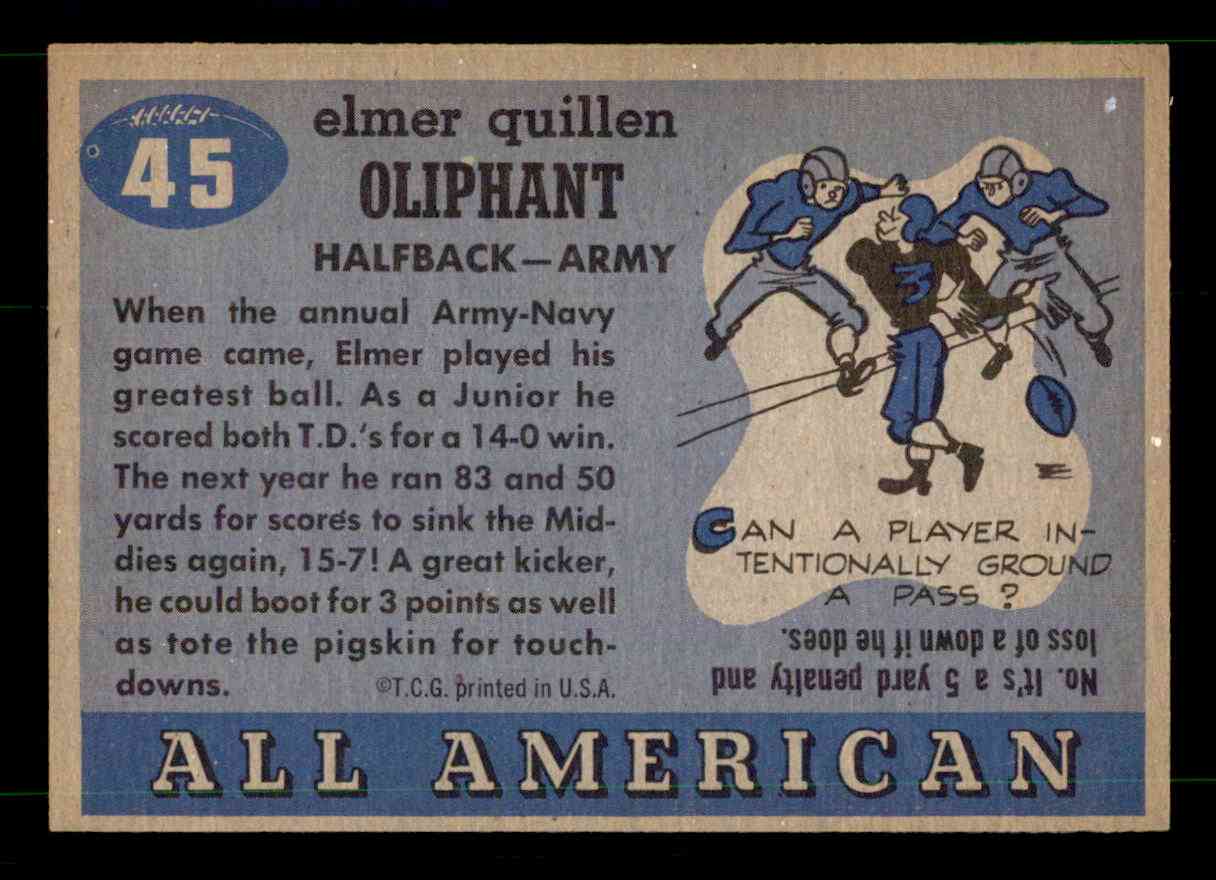 45
elmer quillen
OLIPHANT
HALFBACK—ARMY
When the annual Army-Navy
game came, Elmer played his
greatest ball. As a Junior he
scored both T.D.'s for a 14-0 win.
The next year he ran 83 and 50
yards for scores to sink the Mid-
dies again, 15-7! A great kicker,
he could boot for 3 points as well
as tote the pigskin for touch-
downs.
©T.C.G. printed in U.S.A.
3
CAN A PLAYER IN-
TENTIONALLY GROUND
A PASS?
No. It's a 5 yard penalty and
loss of a down if he does.
ALL AMERICAN